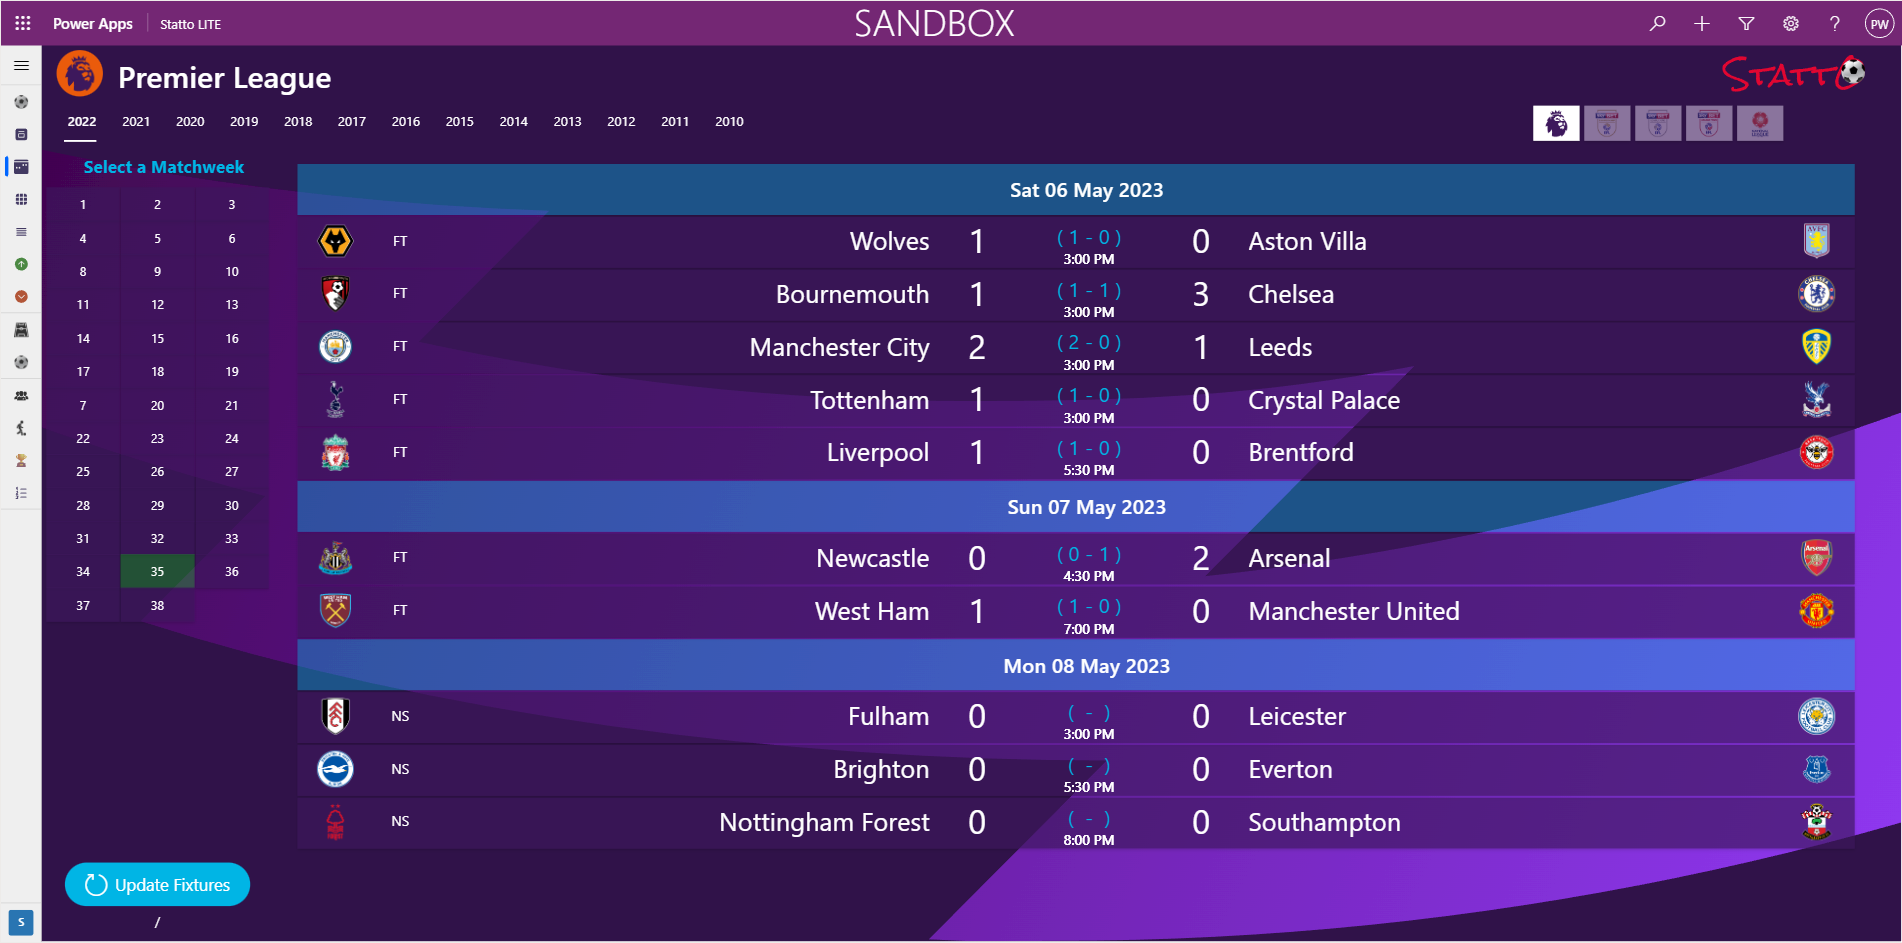 Power Apps Statto LITE SANDBOX ? PW
Premier League STATTO
2022 2021 2020 2019 2018 2017 2016 2015 2014 2013 2012 2011 2010
Select a Matchweek
1 2 3
4 5 6
8 9 10
11 12 13
14 15 16
17 18 19
7 20 21
22 23 24
25 26 27
28 29 30
31 32 33
34 35 36
37 38
Sat 06 May 2023
FT Wolves 1 ( 1 - 0 ) 0 Aston Villa
3:00 PM
FT Bournemouth 1 ( 1 - 1 ) 3 Chelsea
3:00 PM
FT Manchester City 2 ( 2 - 0 ) 1 Leeds
3:00 PM
FT Tottenham 1 ( 1 - 0 ) 0 Crystal Palace
3:00 PM
FT Liverpool 1 ( 1 - 0 ) 0 Brentford
5:30 PM
Sun 07 May 2023
FT Newcastle 0 ( 0 - 1 ) 2 Arsenal
4:30 PM
FT West Ham 1 ( 1 - 0 ) 0 Manchester United
7:00 PM
Mon 08 May 2023
NS Fulham 0 ( - ) 0 Leicester
3:00 PM
NS Brighton 0 ( - ) 0 Everton
5:30 PM
NS Nottingham Forest 0 ( - ) 0 Southampton
8:00 PM
Update Fixtures
/
S